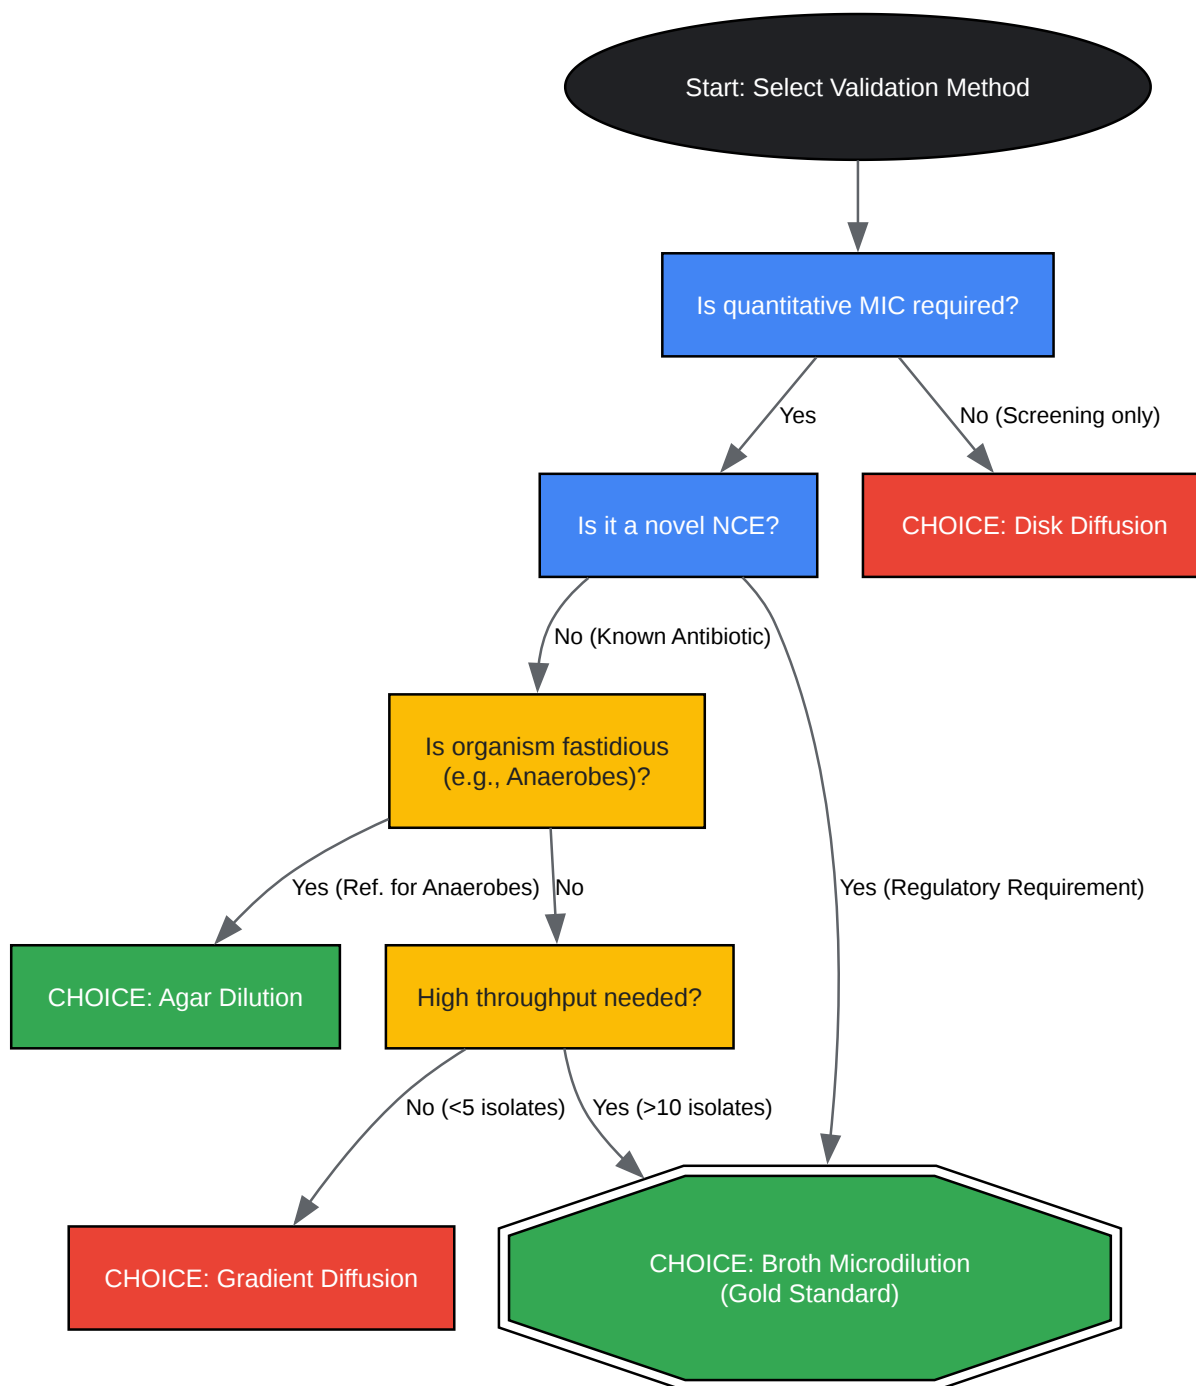 Start: Select Validation Method
Is quantitative MIC required?
Yes
No (Screening only)
Is it a novel NCE?
CHOICE: Disk Diffusion
No (Known Antibiotic)
Is organism fastidious
(e.g., Anaerobes)?
Yes (Ref. for Anaerobes)
No
Yes (Regulatory Requirement)
CHOICE: Agar Dilution
High throughput needed?
No (<5 isolates)
Yes (>10 isolates)
CHOICE: Gradient Diffusion
CHOICE: Broth Microdilution
(Gold Standard)